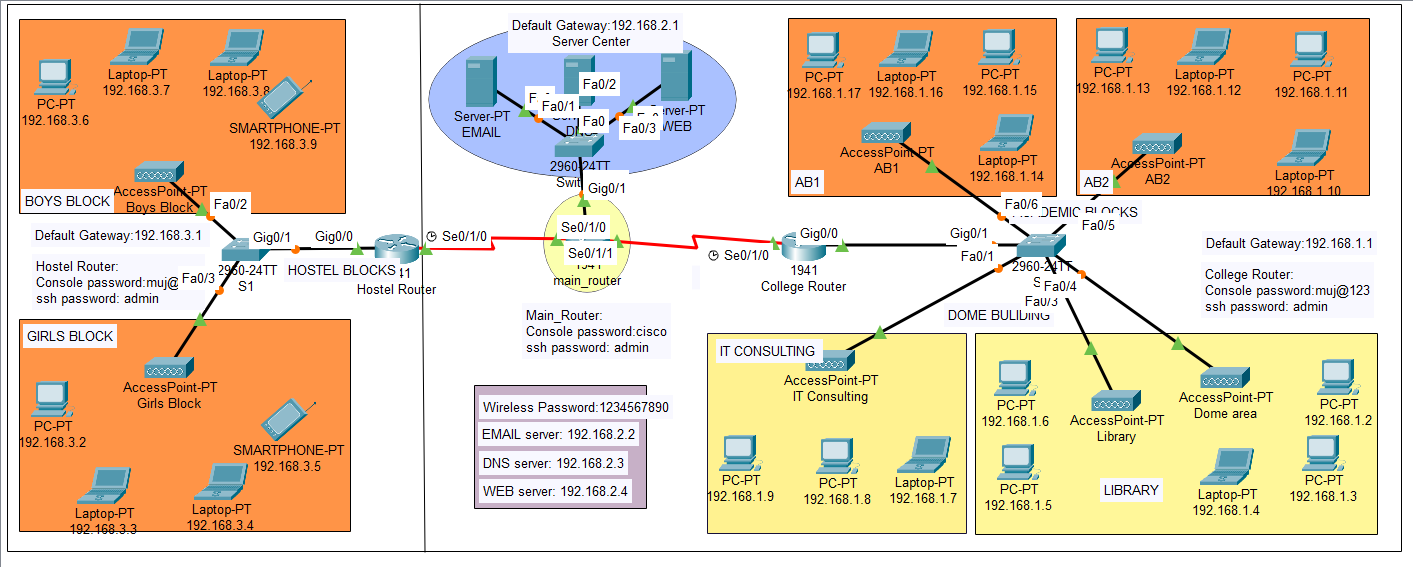 PC-PT
192.168.3.6
Laptop-PT
192.168.3.7
Laptop-PT
192.168.3.8
SMARTPHONE-PT
192.168.3.9
AccessPoint-PT
Boys Block
BOYS BLOCK
Fa0/2
Default Gateway:192.168.3.1
Hostel Router:
Console password:muj@
ssh password: admin
Gig0/1
Gig0/0
Fa0/3
2960-24TT
S1
HOSTEL BLOCKS
Hostel Router
Se0/1/0
GIRLS BLOCK
AccessPoint-PT
Girls Block
PC-PT
192.168.3.2
SMARTPHONE-PT
192.168.3.5
Laptop-PT
192.168.3.3
Laptop-PT
192.168.3.4
Default Gateway:192.168.2.1
Server Center
Server-PT
EMAIL
Fa0/1
Fa0/2
Fa0
Fa0/3
DNS
Server-PT
WEB
2960-24TT
Swit
Gig0/1
Se0/1/0
Se0/1/1
1941
main_router
Main_Router:
Console password:cisco
ssh password: admin
Wireless Password:1234567890
EMAIL server: 192.168.2.2
DNS server: 192.168.2.3
WEB server: 192.168.2.4
Se0/1/0
Gig0/0
1941
College Router
Gig0/1
PC-PT
192.168.1.17
Laptop-PT
192.168.1.16
PC-PT
192.168.1.15
AccessPoint-PT
AB1
Laptop-PT
192.168.1.14
AB1
PC-PT
192.168.1.13
Laptop-PT
192.168.1.12
PC-PT
192.168.1.11
AccessPoint-PT
AB2
Laptop-PT
192.168.1.10
AB2
Fa0/6
ACADEMIC BLOCKS
Fa0/5
Fa0/1
2960-24TT
Fa0/4
Fa0/3
DOME BUILDING
Default Gateway:192.168.1.1
College Router:
Console password:muj@123
ssh password: admin
IT CONSULTING
AccessPoint-PT
IT Consulting
PC-PT
192.168.1.9
PC-PT
192.168.1.8
Laptop-PT
192.168.1.7
PC-PT
192.168.1.6
AccessPoint-PT
Library
AccessPoint-PT
Dome area
PC-PT
192.168.1.2
PC-PT
192.168.1.5
LIBRARY
Laptop-PT
192.168.1.4
PC-PT
192.168.1.3